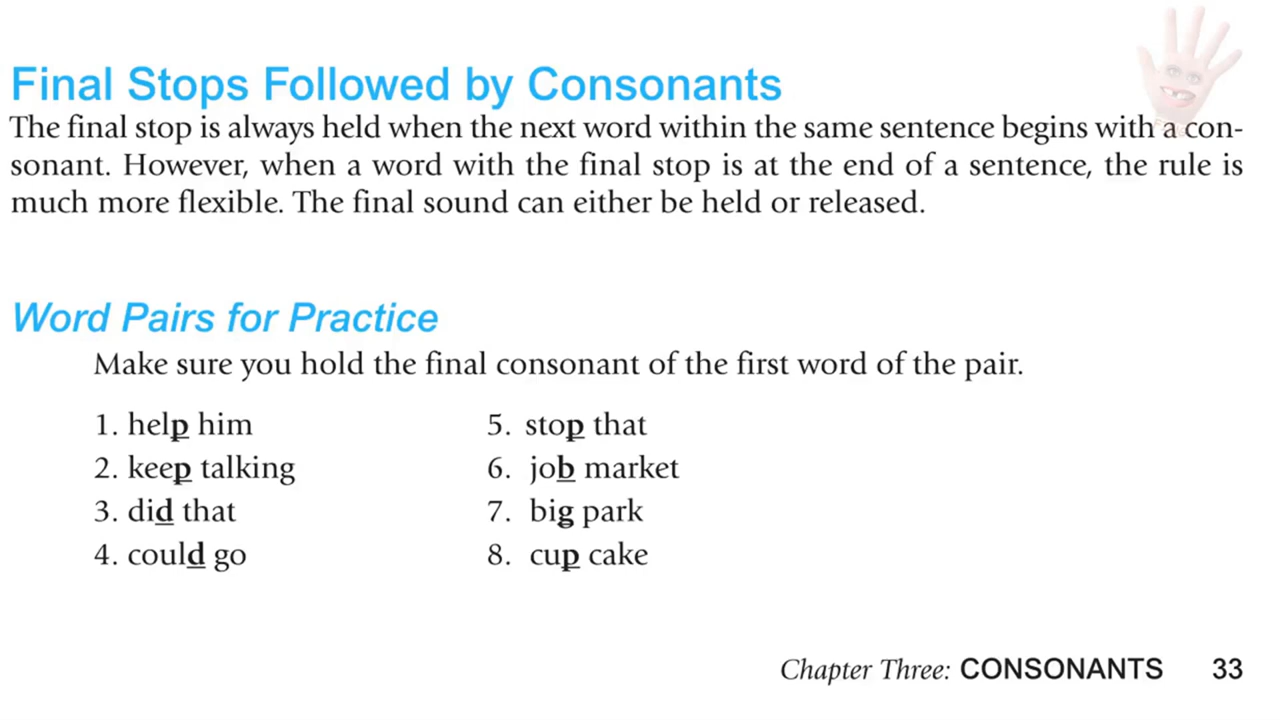 Final Stops Followed by Consonants
The final stop is always held when the next word within the same sentence begins with a con-
sonant. However, when a word with the final stop is at the end of a sentence, the rule is
much more flexible. The final sound can either be held or released.
Word Pairs for Practice
Make sure you hold the final consonant of the first word of the pair.
1. help him
2. keep talking
3. did that
4. could go
5. stop that
6. job market
7. big park
8. cup cake
Chapter Three: CONSONANTS 33